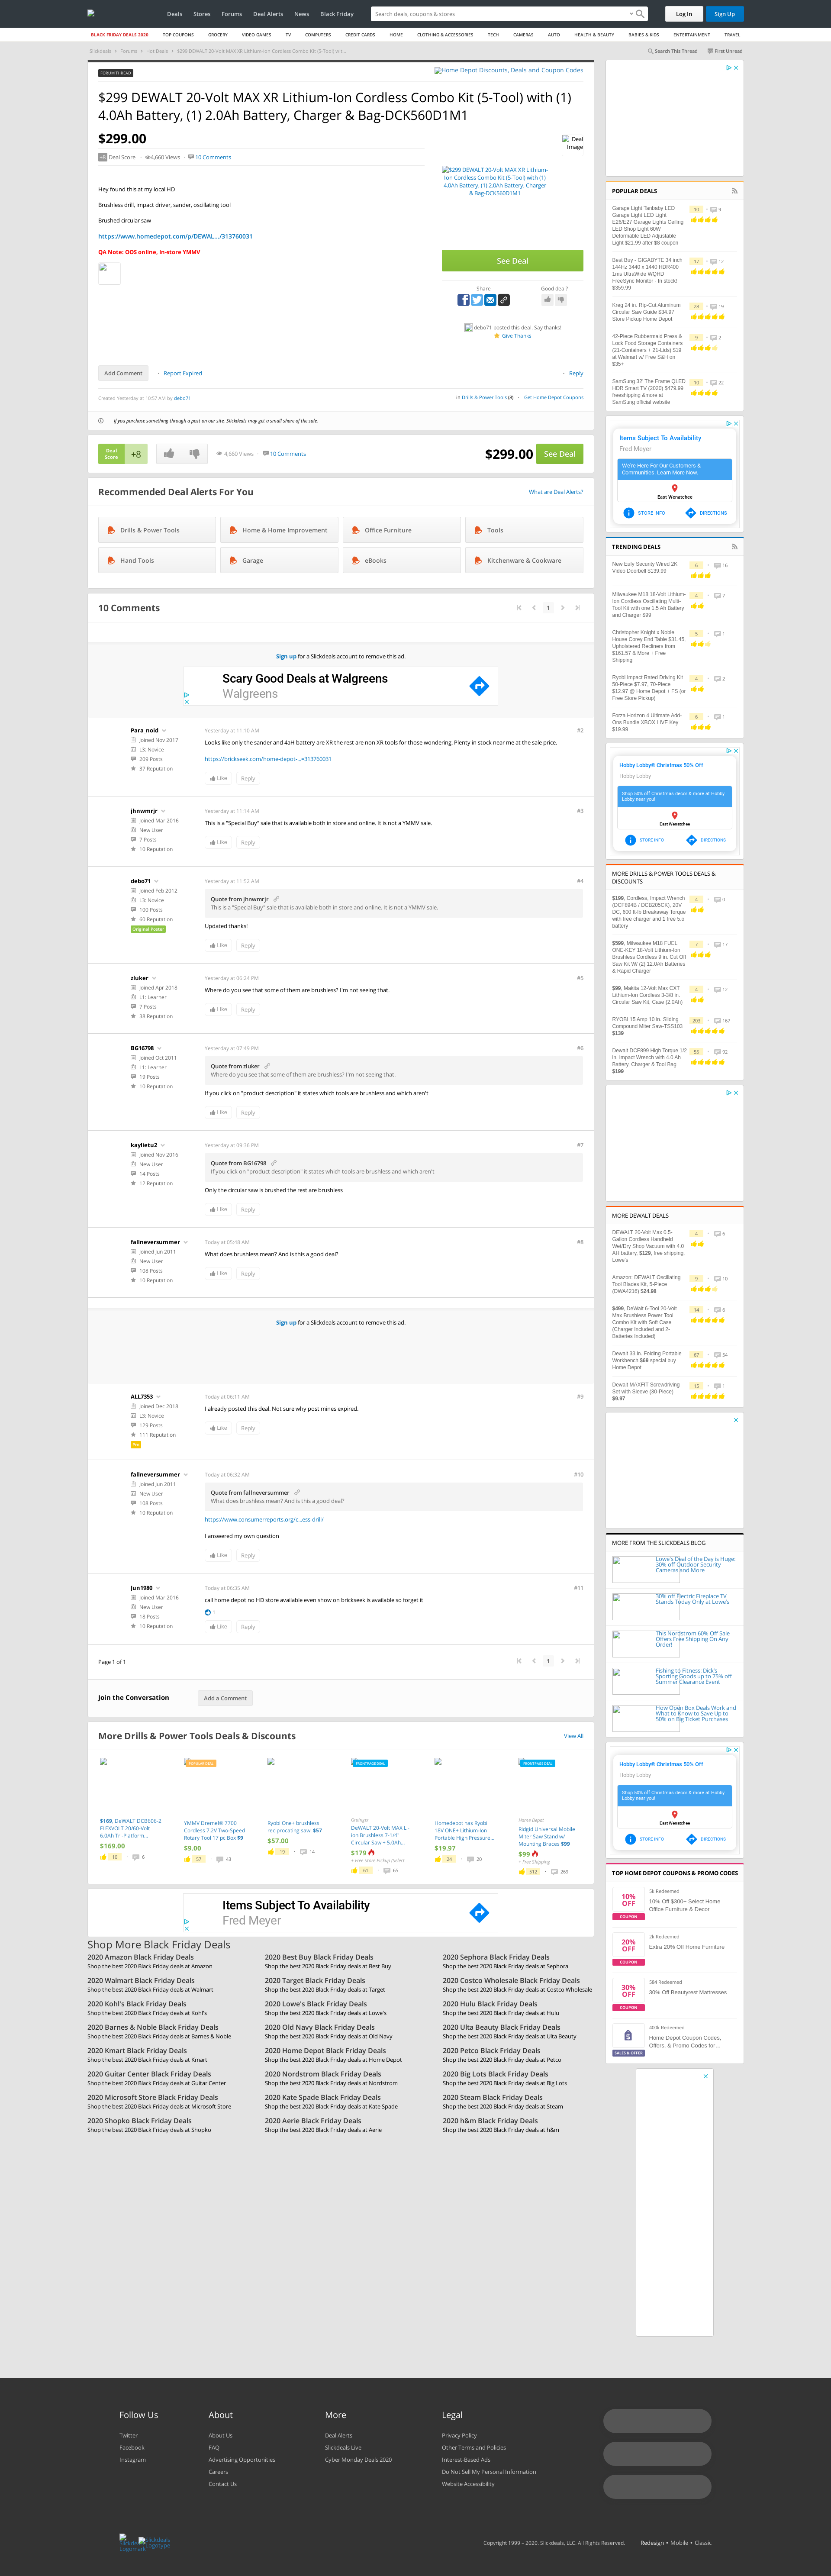 Deals Stores Forums Deal Alerts News Black Friday Search deals, coupons & stores Log In Sign Up
BLACK FRIDAY DEALS 2020 TOP COUPONS GROCERY VIDEO GAMES TV COMPUTERS CREDIT CARDS HOME CLOTHING & ACCESSORIES TECH CAMERAS AUTO HEALTH & BEAUTY BABIES & KIDS ENTERTAINMENT TRAVEL
Slickdeals > Forums > Hot Deals > $299 DEWALT 20-Volt MAX XR Lithium-Ion Cordless Combo Kit (5-Tool) wit... Search This Thread First Unread
FORUM THREAD
Home Depot Discounts, Deals and Coupon Codes
$299 DEWALT 20-Volt MAX XR Lithium-Ion Cordless Combo Kit (5-Tool) with (1)
4.0Ah Battery, (1) 2.0Ah Battery, Charger & Bag-DCK560D1M1
$299.00
Deal Image
+8 Deal Score 4,660 Views 10 Comments
$299 DEWALT 20-Volt MAX XR Lithium-
Ion Cordless Combo Kit (5-Tool) with (1)
4.0Ah Battery, (1) 2.0Ah Battery, Charger
& Bag-DCK560D1M1
Hey found this at my local HD
Brushless drill, impact driver, sander, oscillating tool!
Brushed circular saw
https://www.homedepot.com/p/DEWAL.../313760031
QA Note: OOS online, In-store YMMV
See Deal
Share Good deal?
debo71 posted this deal. Say thanks!
Give Thanks
Add Comment Report Expired Reply
Created Yesterday at 10:57 AM by debo71 in Drills & Power Tools (8) Get Home Depot Coupons
If you purchase something through a post on our site, Slickdeals may get a small share of the sale.
Deal
Score +8 4,660 Views 10 Comments $299.00 See Deal
Recommended Deal Alerts For You What are Deal Alerts?
Drills & Power Tools Home & Home Improvement Office Furniture Tools
Hand Tools Garage eBooks Kitchenware & Cookware
10 Comments 1
Sign up for a Slickdeals account to remove this ad.
Scary Good Deals at Walgreens
Walgreens
Para_noid Yesterday at 11:10 AM #2
Joined Nov 2017
L3: Novice
209 Posts
37 Reputation
Looks like only the sander and 4aH battery are XR the rest are non XR tools for those wondering. Plenty in stock near me at the sale price.
https://brickseek.com/home-depot-...=313760031
Like Reply
jhnwmrjr Yesterday at 11:14 AM #3
Joined Mar 2016
New User
7 Posts
10 Reputation
This is a "Special Buy" sale that is available both in store and online. It is not a YMMV sale.
Like Reply
debo71 Yesterday at 11:52 AM #4
Joined Feb 2012
L3: Novice
100 Posts
60 Reputation
Original Poster
Quote from jhnwmrjr
This is a "Special Buy" sale that is available both in store and online. It is not a YMMV sale.
Updated thanks!
Like Reply
zluker Yesterday at 06:24 PM #5
Joined Apr 2018
L1: Learner
7 Posts
38 Reputation
Where do you see that some of them are brushless? I'm not seeing that.
Like Reply
BG16798 Yesterday at 07:49 PM #6
Joined Oct 2011
L1: Learner
19 Posts
10 Reputation
Quote from zluker
Where do you see that some of them are brushless? I'm not seeing that.
If you click on "product description" it states which tools are brushless and which aren't
Like Reply
kaylietu2 Yesterday at 09:36 PM #7
Joined Nov 2016
New User
14 Posts
12 Reputation
Quote from BG16798
If you click on "product description" it states which tools are brushless and which aren't
Only the circular saw is brushed the rest are brushless
Like Reply
fallneversummer Today at 05:48 AM #8
Joined Jun 2011
New User
108 Posts
10 Reputation
What does brushless mean? And is this a good deal?
Like Reply
Sign up for a Slickdeals account to remove this ad.
ALL7353 Today at 06:11 AM #9
Joined Dec 2018
L3: Novice
129 Posts
111 Reputation
Pro
I already posted this deal. Not sure why post mines expired.
Like Reply
fallneversummer Today at 06:32 AM #10
Joined Jun 2011
New User
108 Posts
10 Reputation
Quote from fallneversummer
What does brushless mean? And is this a good deal?
https://www.consumerreports.org/c...ess-drill/
I answered my own question
Like Reply
Jun1980 Today at 06:35 AM #11
Joined Mar 2016
New User
18 Posts
10 Reputation
call home depot no HD store available even show on brickseek is available so forget it
1
Like Reply
Page 1 of 1 1
Join the Conversation Add a Comment
More Drills & Power Tools Deals & Discounts View All
$169, DeWALT DCB606-2 FLEXVOLT 20/60-Volt 6.0Ah Tri-Platform...
$169.00
10 6
POPULAR DEAL
YMMV Dremel® 7700 Cordless 7.2V Two-Speed Rotary Tool 17 pc Box $9
$9.00
57 43
Ryobi One+ brushless reciprocating saw. $57
$57.00
19 14
FRONTPAGE DEAL
Grainger
DeWALT 20-Volt MAX Li-ion Brushless 7-1/4" Circular Saw + 5.0Ah...
$179
+ Free Store Pickup (Select
61 65
Homedepot has Ryobi 18V ONE+ Lithium-Ion Portable High Pressure...
$19.97
24 20
FRONTPAGE DEAL
Home Depot
Ridgid Universal Mobile Miter Saw Stand w/ Mounting Braces $99
$99
+ Free Shipping
512 269
Items Subject To Availability
Fred Meyer
Shop More Black Friday Deals
2020 Amazon Black Friday Deals 2020 Best Buy Black Friday Deals 2020 Sephora Black Friday Deals
Shop the best 2020 Black Friday deals at Amazon Shop the best 2020 Black Friday deals at Best Buy Shop the best 2020 Black Friday deals at Sephora
2020 Walmart Black Friday Deals 2020 Target Black Friday Deals 2020 Costco Wholesale Black Friday Deals
Shop the best 2020 Black Friday deals at Walmart Shop the best 2020 Black Friday deals at Target Shop the best 2020 Black Friday deals at Costco Wholesale
2020 Kohl's Black Friday Deals 2020 Lowe's Black Friday Deals 2020 Hulu Black Friday Deals
Shop the best 2020 Black Friday deals at Kohl's Shop the best 2020 Black Friday deals at Lowe's Shop the best 2020 Black Friday deals at Hulu
2020 Barnes & Noble Black Friday Deals 2020 Old Navy Black Friday Deals 2020 Ulta Beauty Black Friday Deals
Shop the best 2020 Black Friday deals at Barnes & Noble Shop the best 2020 Black Friday deals at Old Navy Shop the best 2020 Black Friday deals at Ulta Beauty
2020 Kmart Black Friday Deals 2020 Home Depot Black Friday Deals 2020 Petco Black Friday Deals
Shop the best 2020 Black Friday deals at Kmart Shop the best 2020 Black Friday deals at Home Depot Shop the best 2020 Black Friday deals at Petco
2020 Guitar Center Black Friday Deals 2020 Nordstrom Black Friday Deals 2020 Big Lots Black Friday Deals
Shop the best 2020 Black Friday deals at Guitar Center Shop the best 2020 Black Friday deals at Nordstrom Shop the best 2020 Black Friday deals at Big Lots
2020 Microsoft Store Black Friday Deals 2020 Kate Spade Black Friday Deals 2020 Steam Black Friday Deals
Shop the best 2020 Black Friday deals at Microsoft Store Shop the best 2020 Black Friday deals at Kate Spade Shop the best 2020 Black Friday deals at Steam
2020 Shopko Black Friday Deals 2020 Aerie Black Friday Deals 2020 h&m Black Friday Deals
Shop the best 2020 Black Friday deals at Shopko Shop the best 2020 Black Friday deals at Aerie Shop the best 2020 Black Friday deals at h&m
POPULAR DEALS
Garage Light Tanbaby LED Garage Light LED Light E26/E27 Garage Lights Ceiling LED Shop Light 60W Deformable LED Adjustable Light $21.99 after $8 coupon
19 9
Best Buy - GIGABYTE 34 inch 144Hz 3440 x 1440 HDR400 1ms UltraWide WQHD FreeSync Monitor - In stock! $359.99
17 12
Kreg 24 in. Rip-Cut Aluminum Circular Saw Guide $34.97 Store Pickup Home Depot
26 16
42-Piece Rubbermaid Press & Lock Food Storage Containers (21-Containers + 21-Lids) $19 at Walmart w/ Free S&H on $35+
9 2
SamSung 32' The Frame QLED HDR Smart TV (2020) $479.99 freeshipping &more at SamSung official website
10 22
Items Subject To Availability
Fred Meyer
We're Here For Our Customers & Communities. Learn More Now.
East Wenatchee
STORE INFO DIRECTIONS
TRENDING DEALS
New Eufy Security Wired 2K Video Doorbell $139.99
6 16
Milwaukee M18 18-Volt Lithium-Ion Cordless Oscillating Multi-Tool Kit with one 1.5 Ah Battery and Charger $99
4 7
Christopher Knight x Noble House Corey End Table $31.45, Upholstered Recliners from $161.57 & More + Free Shipping
5 1
Ryobi Impact Rated Driving Kit 50-Piece $7.97, 70-Piece $12.97 @ Home Depot + FS (or Free Store Pickup)
4 2
Forza Horizon 4 Ultimate Add-Ons Bundle XBOX LIVE Key $19.99
6 1
Hobby Lobby® Christmas 50% Off
Hobby Lobby
Shop 50% off Christmas decor & more at Hobby Lobby near you!
East Wenatchee
STORE INFO DIRECTIONS
MORE DRILLS & POWER TOOLS DEALS & DISCOUNTS
$199, Cordless, Impact Wrench (DCF894B / DCB205CK), 20V DC, 600 ft-lb Breakaway Torque with free charger and 1 free 5.o battery
4 0
$599, Milwaukee M18 FUEL ONE-KEY 18-Volt Lithium-Ion Brushless Cordless 9 in. Cut Off Saw Kit W/ (2) 12.0Ah Batteries & Rapid Charger
7 17
$99, Makita 12-Volt Max CXT Lithium-Ion Cordless 3-3/8 in. Circular Saw Kit, Case (2.0Ah)
4 12
RYOBI 15 Amp 10 in. Sliding Compound Miter Saw-TSS103 $139
203 167
Dewalt DCF899 High Torque 1/2 in. Impact Wrench with 4.0 Ah Battery, Charger & Tool Bag. $199
55 92
MORE DEWALT DEALS
DEWALT 20-Volt Max 0.5-Gallon Cordless Handheld Wet/Dry Shop Vacuum with 4.0 AH battery, $129, free shipping, Lowe's
4 6
Amazon: DEWALT Oscillating Tool Blades Kit, 5-Piece (DWA4216) $24.86
9 10
$499, DeWalt 6-Tool 20-Volt Max Brushless Power Tool Combo Kit with Soft Case (Charger Included and 2-Batteries Included)
14 6
Dewalt 33 in. Folding Portable Workbench $69 special buy Home Depot
67 54
Dewalt MAXFIT Screwdriving Set with Sleeve (30-Piece) $9.97
15 1
MORE FROM THE SLICKDEALS BLOG
Lowe's Deal of the Day Is Huge: 30% off Outdoor Security Cameras and More
30% off Electric Fireplace TV Stands Today Only at Lowe's
This Nordstrom 60% Off Sale Offers Free Shipping On Any Order!
Fishing to Fitness: Dick's Sporting Goods up to 75% off Summer Clearance Event
How Open Box Deals Work and What to Know to Save Up to 50% on Big Ticket Purchases
Hobby Lobby® Christmas 50% Off
Hobby Lobby
Shop 50% off Christmas decor & more at Hobby Lobby near you!
East Wenatchee
STORE INFO DIRECTIONS
TOP HOME DEPOT COUPONS & PROMO CODES
10% OFF COUPON
5k Redeemed
10% Off $300+ Select Home Office Furniture & Decor
20% OFF COUPON
2k Redeemed
Extra 20% Off Home Furniture
30% OFF COUPON
584 Redeemed
30% Off Beautyrest Mattresses
SALES & OFFER
400k Redeemed
Home Depot Coupon Codes, Offers, & Promo Codes for...
Follow Us About More Legal
Twitter About Us Deal Alerts Privacy Policy
Facebook FAQ Slickdeals Live Other Terms and Policies
Instagram Advertising Opportunities Cyber Monday Deals 2020 Interest-Based Ads
Careers Do Not Sell My Personal Information
Contact Us Website Accessibility
Copyright 1999 – 2020. Slickdeals, LLC. All Rights Reserved. Redesign • Mobile • Classic